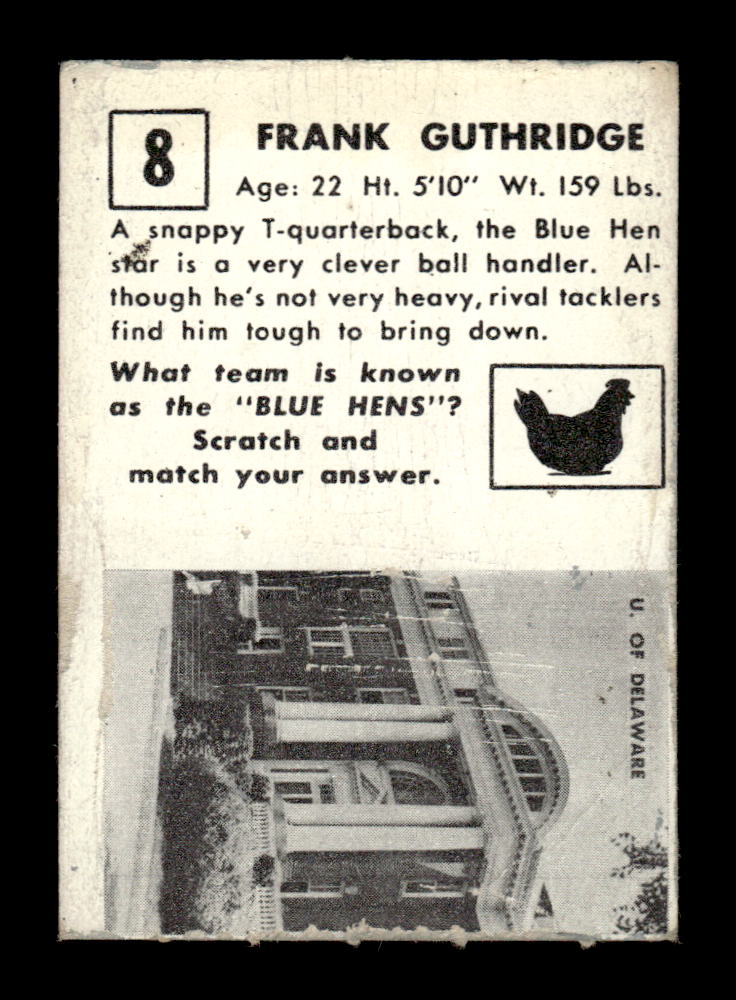 8
FRANK GUTHRIDGE
Age: 22 Ht. 5'10" Wt. 159 Lbs.
A snappy T-quarterback, the Blue Hen
star is a very clever ball handler. Al-
though he's not very heavy, rival tacklers
find him tough to bring down.
What team is known
as the "BLUE HENS"?
Scratch and
match your answer.
U. OF DELAWARE